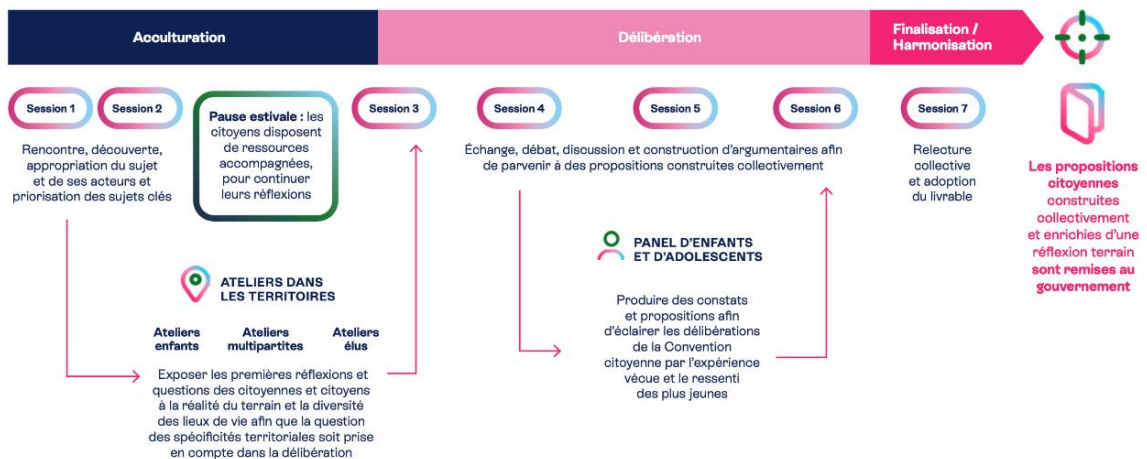 Acculturation
Délibération
Finalisation /
Harmonisation
Session 1
Session 2
Rencontre, découverte,
appropriation du sujet
et de ses acteurs et
priorisation des sujets clés
Pause estivale : les
citoyens disposent
de ressources
accompagnées,
pour continuer
leurs réflexions
Session 3
Session 4
Session 5
Session 6
Échange, débat, discussion et construction d'argumentaires afin
de parvenir à des propositions construites collectivement
Session 7
Relecture
collective
et adoption
du livrable
Les propositions
citoyennes
construites
collectivement
et enrichies d'une
réflexion terrain
sont remises au
gouvernement
ATELIERS DANS
LES TERRITOIRES
Ateliers
enfants
Ateliers
multipartites
Ateliers
élus
Exposer les premières réflexions et
questions des citoyennes et citoyens
à la réalité du terrain et la diversité
des lieux de vie afin que la question
des spécificités territoriales soit prise
en compte dans la délibération
PANEL D'ENFANTS
ET D'ADOLESCENTS
Produire des constats
et propositions afin
d'éclairer les délibérations
de la Convention
citoyenne par l'expérience
vécue et le ressenti
des plus jeunes